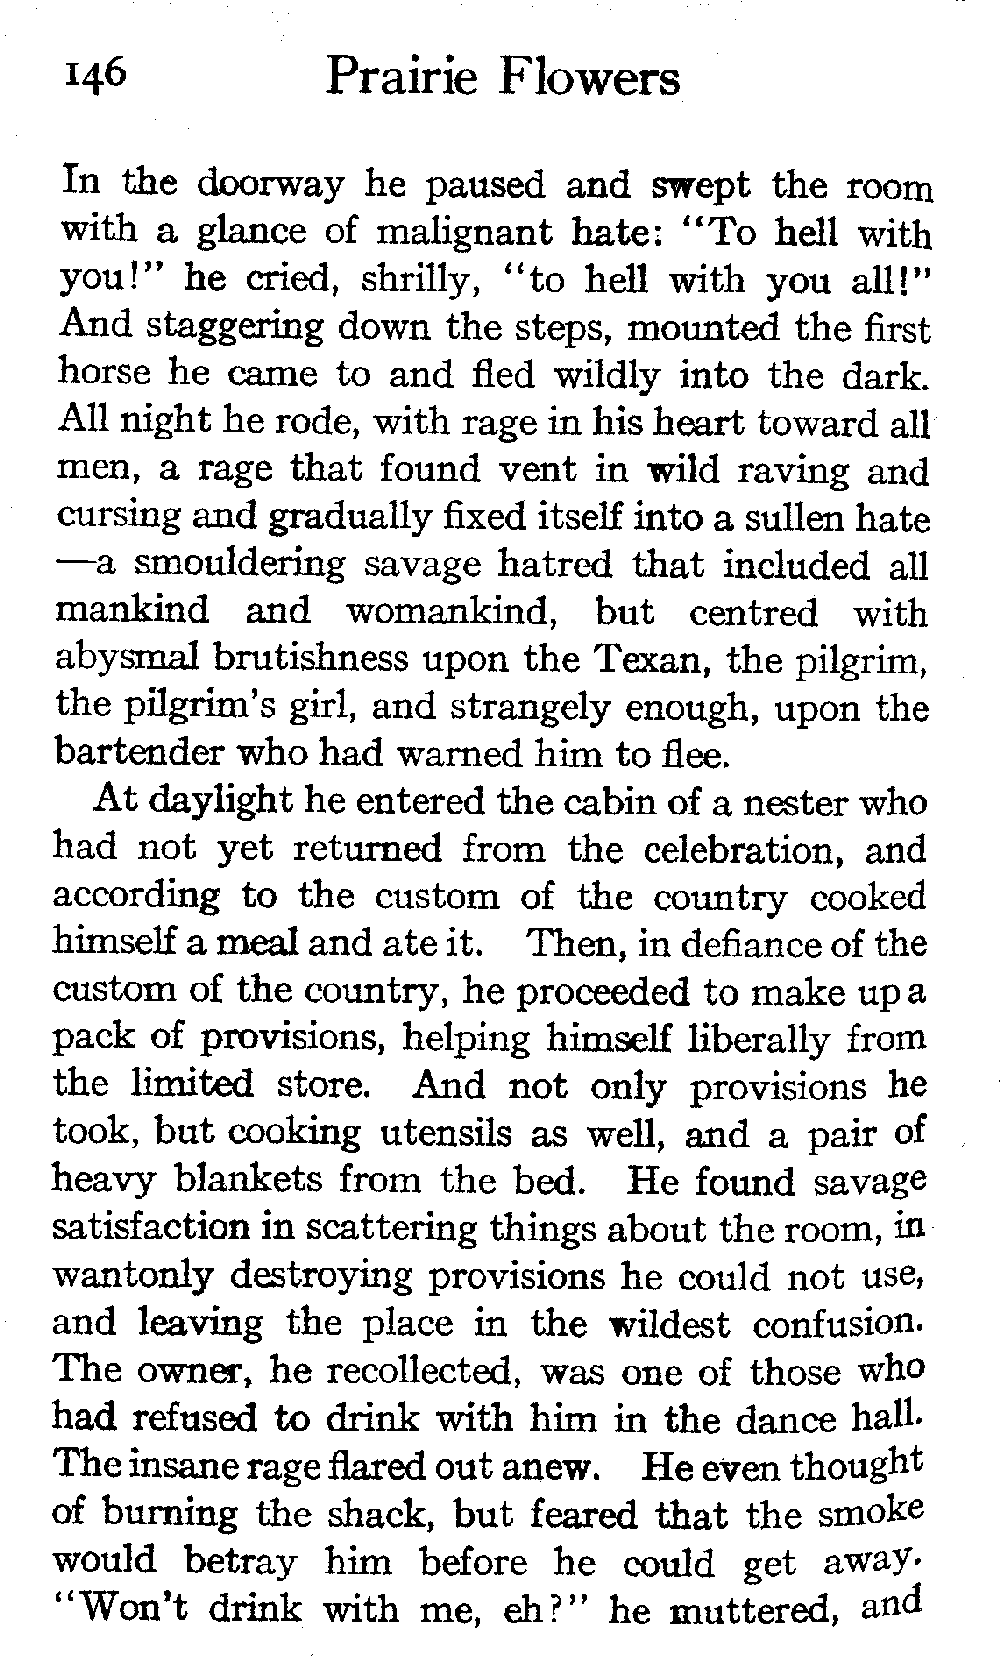 146 Prairie Flowers
In the doorway he paused and swept the room
with a glance of malignant hate: “To hell with
you!” he cried, shrilly, “to hell with you all!”
And staggering down the steps, mounted the first
horse he came to and fled wildly into the dark.
All night he rode, with rage in his heart toward all
men, a rage that found vent in wild raving and
cursing and gradually fixed itself into a sullen hate
—a smouldering savage hatred that included all
mankind and womankind, but centred with
abysmal brutishness upon the Texan, the pilgrim,
the pilgrim's girl, and strangely enough, upon the
bartender who had warned him to flee.
At daylight he entered the cabin of a nester who
had not yet returned from the celebration, and
according to the custom of the country cooked
himself a meal and ate it. Then, in defiance of the
custom of the country, he proceeded to make up a
pack of provisions, helping himself liberally from
the limited store. And not only provisions he
took, but cooking utensils as well, and a pair of
heavy blankets from the bed. He found savage
satisfaction in scattering things about the room, in
wantonly destroying provisions he could not use,
and leaving the place in the wildest confusion.
The owner, he recollected, was one of those who
had refused to drink with him in the dance hall.
The insane rage flared out anew. He even thought
of burning the shack, but feared that the smoke
would betray him before he could get away.
“Won't drink with me, eh?” he muttered, and